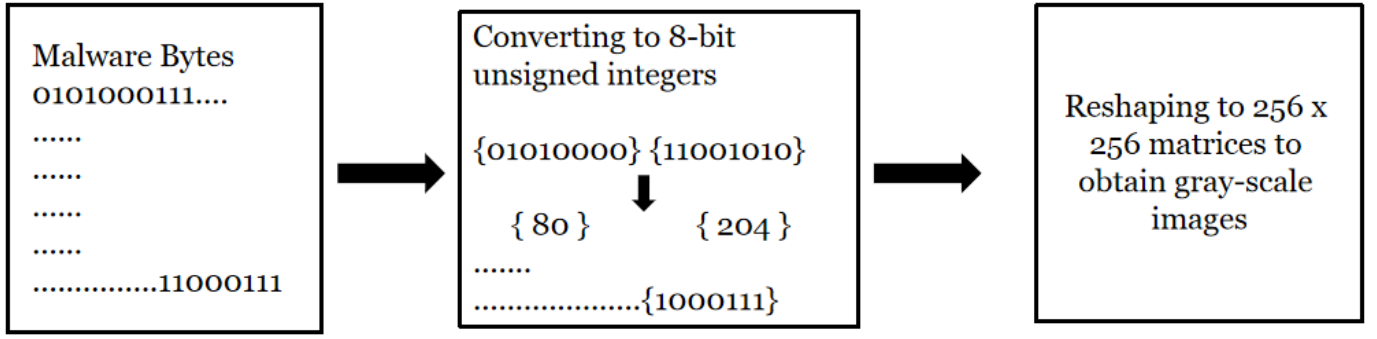 Malware Bytes
0101000111....
......
......
......
......
...............11000111
Converting to 8-bit
unsigned integers
{01010000} {11001010}
{ 80 } { 204 }
.......
....................{1000111}
Reshaping to 256 x
256 matrices to
obtain gray-scale
images